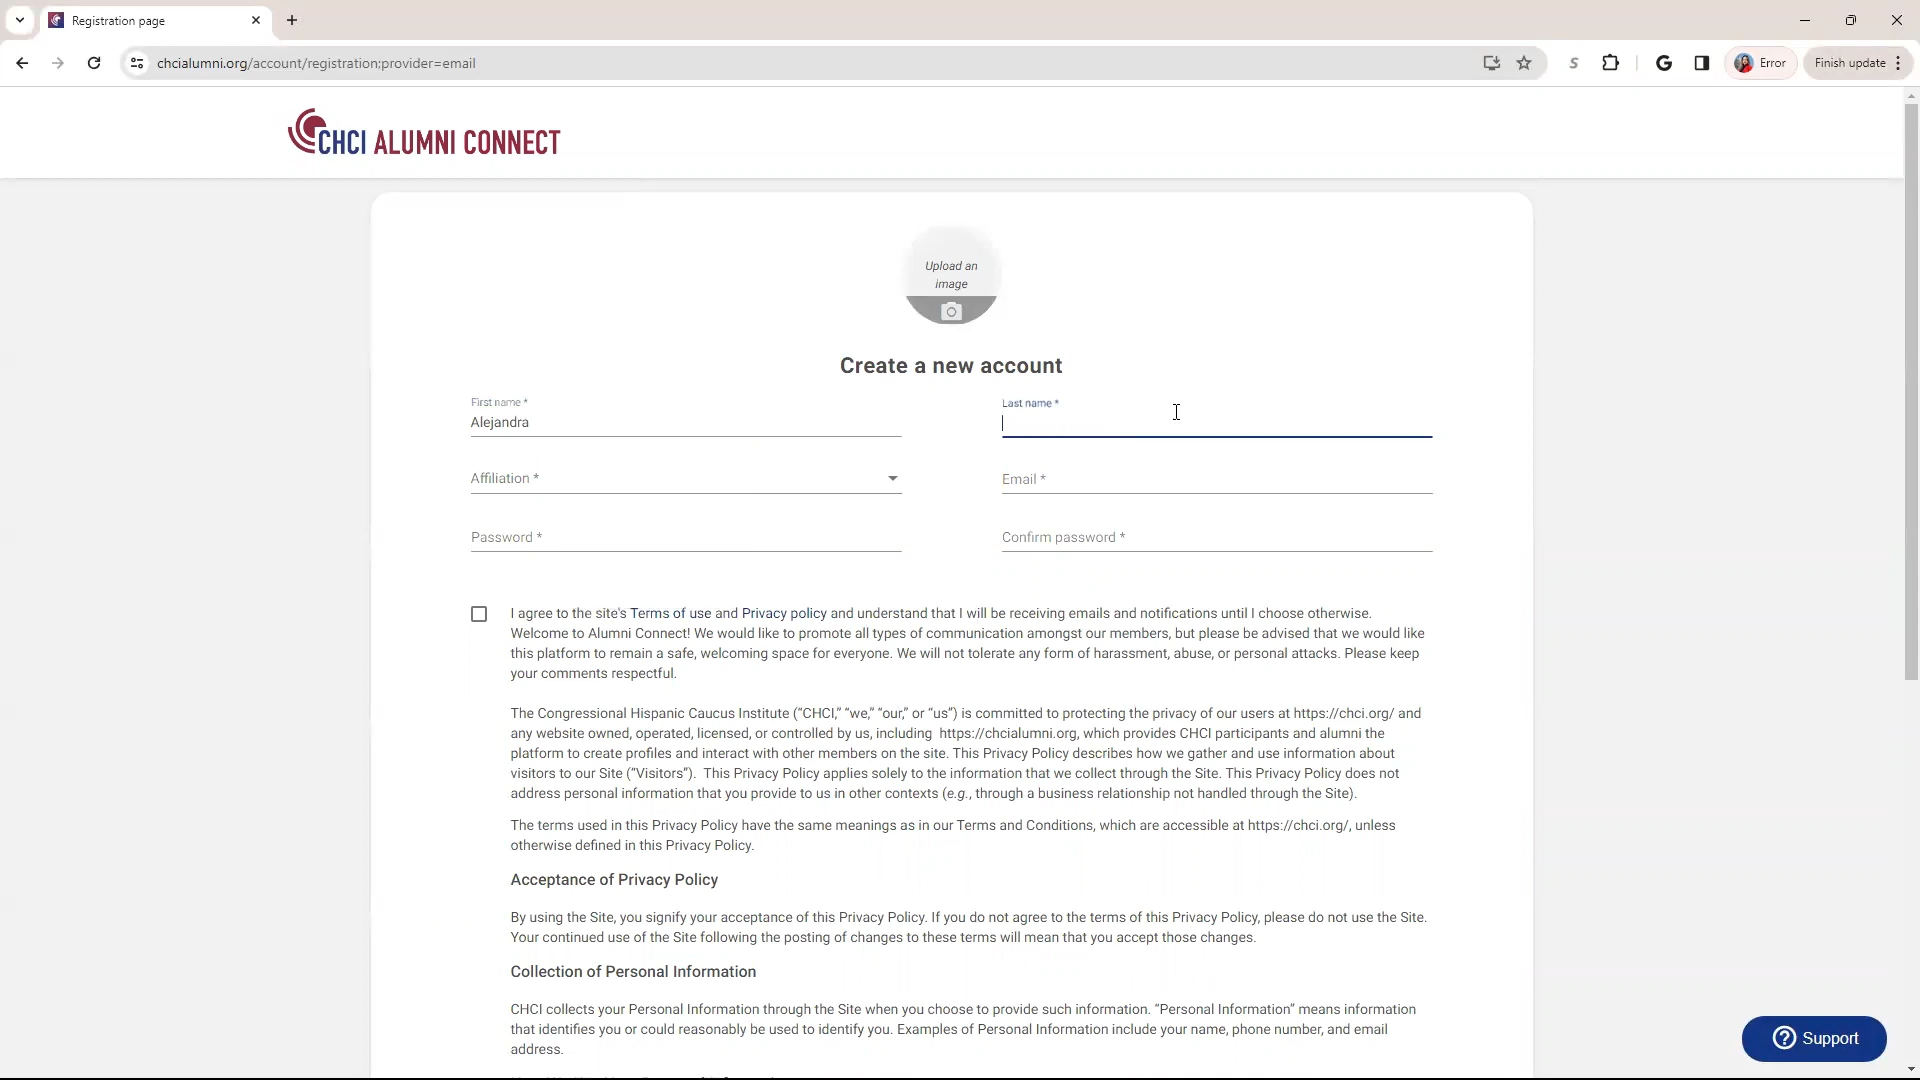 Registration page
chcialumni.org/account/registration;provider=email
Error
Finish update
CHCI ALUMNI CONNECT
Upload an
image
Create a new account
First name *
Last name *
Alejandra
Affiliation *
Email *
Password *
Confirm password *
I agree to the site's Terms of use and Privacy policy and understand that I will be receiving emails and notifications until I choose otherwise.
Welcome to Alumni Connect! We would like to promote all types of communication amongst our members, but please be advised that we would like
this platform to remain a safe, welcoming space for everyone. We will not tolerate any form of harassment, abuse, or personal attacks. Please keep
your comments respectful.
The Congressional Hispanic Caucus Institute (“CHCI,” “we,” “our,” or “us”) is committed to protecting the privacy of our users at https://chci.org/ and
any website owned, operated, licensed, or controlled by us, including https://chcialumni.org, which provides CHCI participants and alumni the
platform to create profiles and interact with other members on the site. This Privacy Policy describes how we gather and use information about
visitors to our Site (“Visitors”). This Privacy Policy applies solely to the information that we collect through the Site. This Privacy Policy does not
address personal information that you provide to us in other contexts (e.g., through a business relationship not handled through the Site).
The terms used in this Privacy Policy have the same meanings as in our Terms and Conditions, which are accessible at https://chci.org/, unless
otherwise defined in this Privacy Policy.
Acceptance of Privacy Policy
By using the Site, you signify your acceptance of this Privacy Policy. If you do not agree to the terms of this Privacy Policy, please do not use the Site.
Your continued use of the Site following the posting of changes to these terms will mean that you accept those changes.
Collection of Personal Information
CHCI collects your Personal Information through the Site when you choose to provide such information. “Personal Information” means information
that identifies you or could reasonably be used to identify you. Examples of Personal Information include your name, phone number, and email
address.
Support